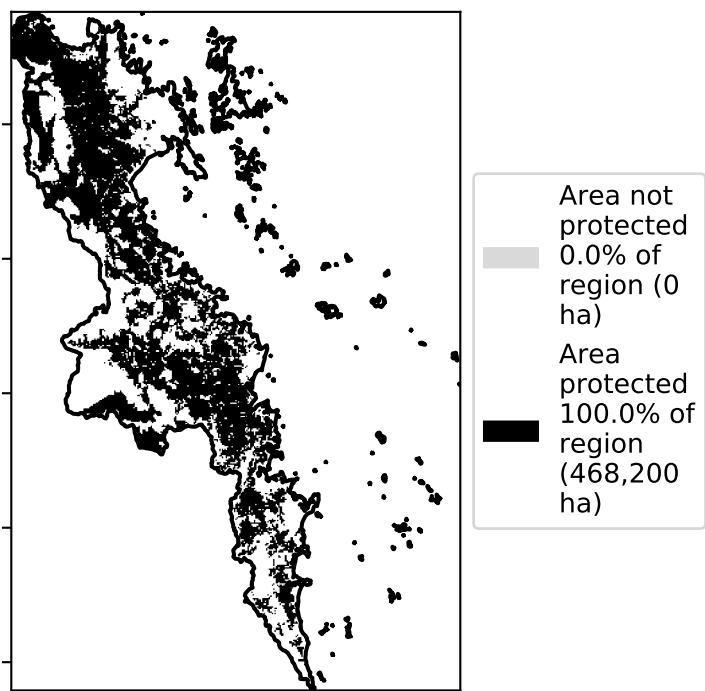 Area not
protected
0.0% of
region (0
ha)
Area
protected
100.0% of
region
(468,200
ha)